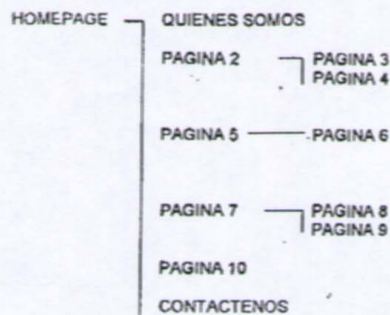 HOMEPAGE QUIENES SOMOS
PAGINA 2 PAGINA 3
PAGINA 4
PAGINA 5 PAGINA 6
PAGINA 7 PAGINA 8
PAGINA 9
PAGINA 10
CONTACTENOS